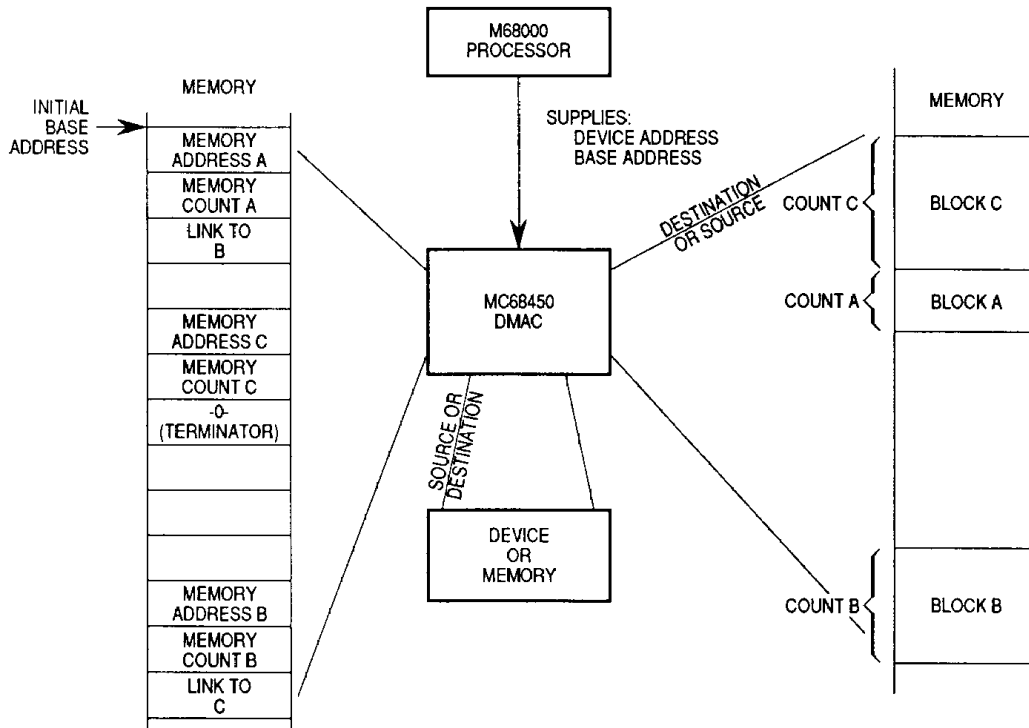 M68000
PROCESSOR
MEMORY
INITIAL
BASE
ADDRESS
MEMORY
ADDRESS A
MEMORY
COUNT A
LINK TO
B
MEMORY
ADDRESS C
MEMORY
COUNT C
-0-
(TERMINATOR)
MEMORY
ADDRESS B
MEMORY
COUNT B
LINK TO
C
SUPPLIES:
DEVICE ADDRESS
BASE ADDRESS
MC68450
DMAC
SOURCE OR
DESTINATION
DEVICE
OR
MEMORY
DESTINATION
OR SOURCE
MEMORY
COUNT C
BLOCK C
COUNT A
BLOCK A
COUNT B
BLOCK B